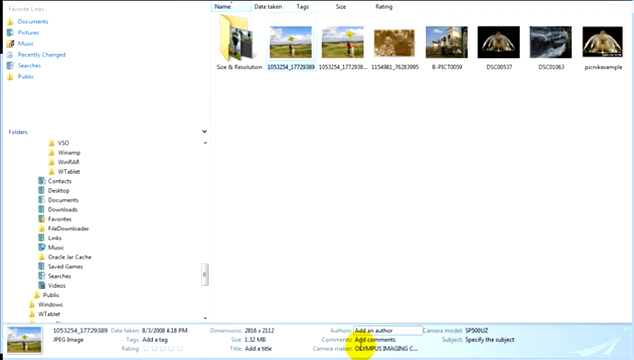 Favorite Links
Documents
Pictures
Music
Recently Changed
Searches
Public
Folders
VSO
Winamp
WinRAR
WTablet
Contacts
Desktop
Documents
Downloads
Favorites
FileDownloader
Links
Music
Oracle Jar Cache
Saved Games
Searches
Videos
Public
Windows
WTablet
Name Date taken Tags Size Rating
Size & Resolution 1053254_17729389 1053254_1772938... 1154981_76283995 B-PICT0059 DSC00537 DSC01063 picnikexample
1053254_17729389 Date taken: 8/3/2008 4:18 PM Dimensions: 2816 x 2112 Authors: Add an author Camera model: SP500UZ
JPEG Image Tags: Add a tag Size: 1.32 MB Comments: Add comments Subject: Specify the subject
Rating: Title: Add a title Camera maker: OLYMPUS IMAGING C...